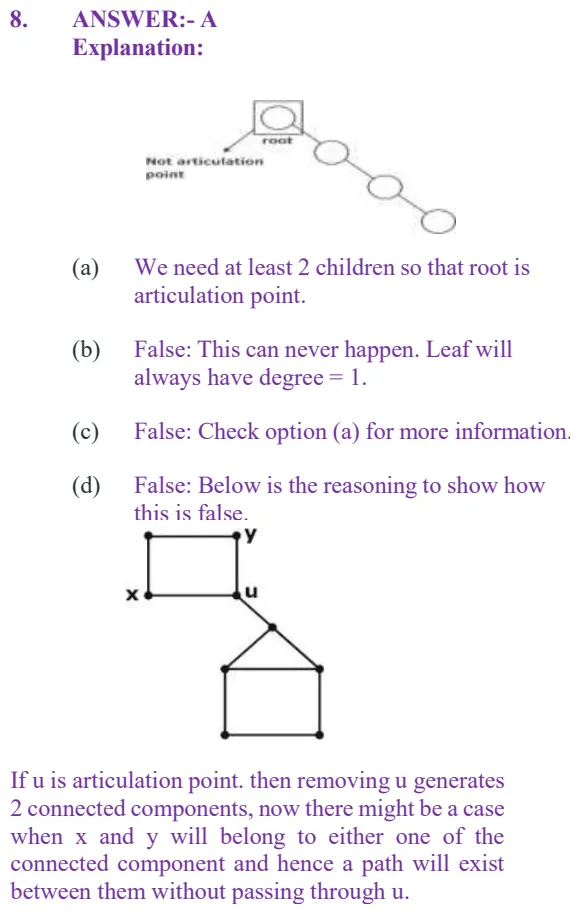 8. ANSWER:- A
Explanation:
root
Not articulation
point
(a) We need at least 2 children so that root is
articulation point.
(b) False: This can never happen. Leaf will
always have degree = 1.
(c) False: Check option (a) for more information.
(d) False: Below is the reasoning to show how
this is false.
y
x
u
If u is articulation point. then removing u generates
2 connected components, now there might be a case
when x and y will belong to either one of the
connected component and hence a path will exist
between them without passing through u.